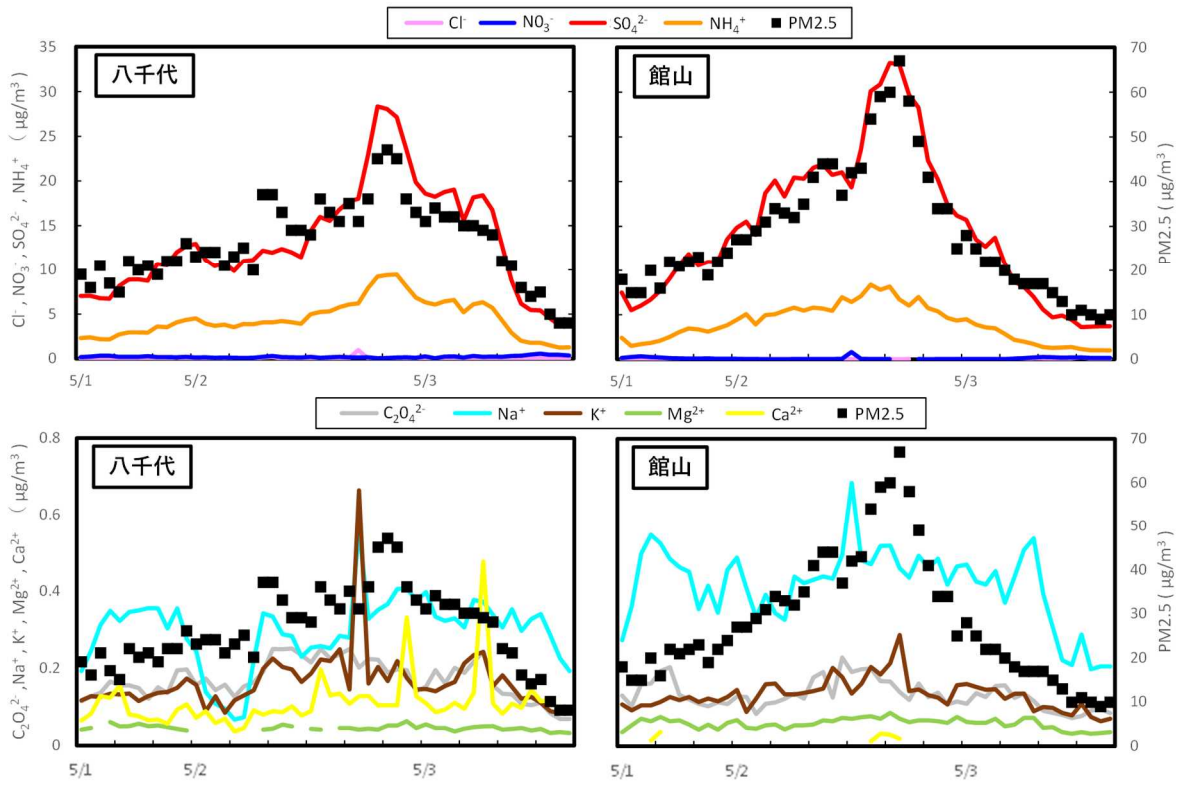 Cl⁻ NO₃⁻ SO₄²⁻ NH₄⁺ PM2.5
八千代
館山
Cl⁻ , NO₃⁻ , SO₄²⁻ , NH₄⁺ ( μg/m³ )
35
30
25
20
15
10
5
0
5/1 5/2 5/3
5/1 5/2 5/3
70
60
50
40
30
20
10
0
PM2.5 ( μg/m³ )
C₂O₄²⁻ Na⁺ K⁺ Mg²⁺ Ca²⁺ PM2.5
八千代
館山
C₂O₄²⁻ , Na⁺ , K⁺ , Mg²⁺ , Ca²⁺ ( μg/m³ )
0.8
0.6
0.4
0.2
0
5/1 5/2 5/3
5/1 5/2 5/3
70
60
50
40
30
20
10
0
PM2.5 ( μg/m³ )